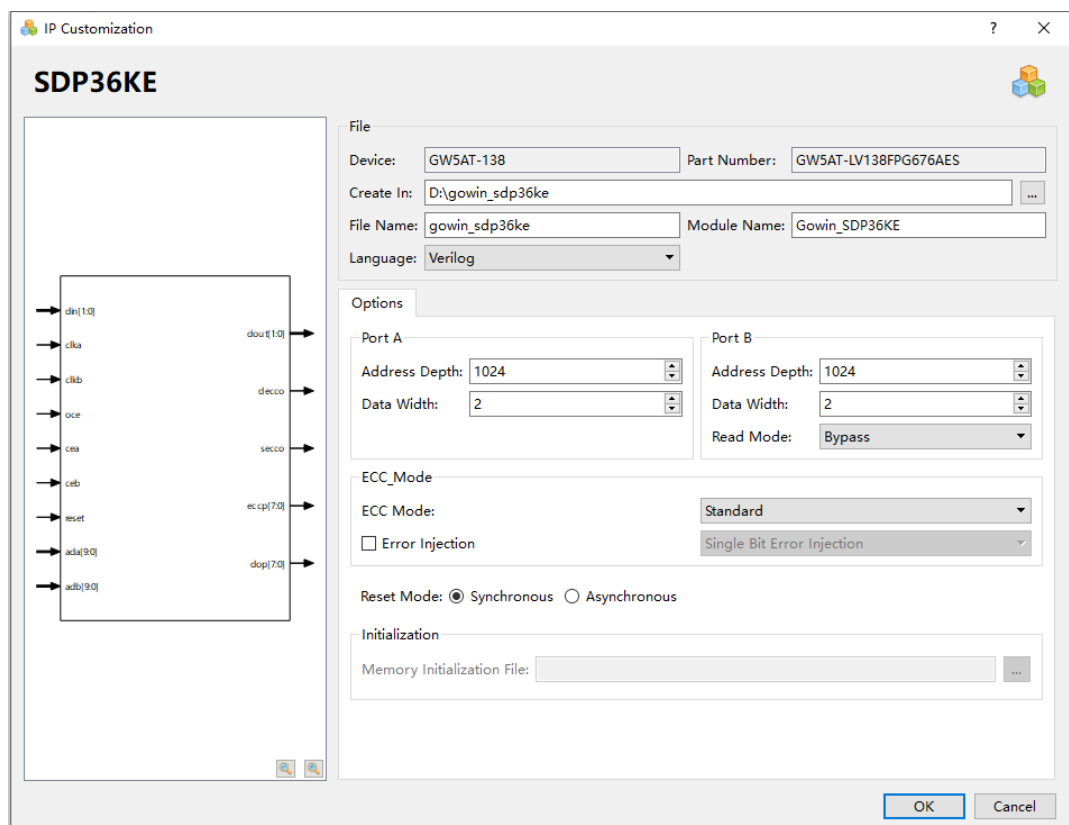 IP Customization ? ×
SDP36KE
din[1:0]
clka
clkb
oce
cea
ceb
reset
ada[9:0]
adb[9:0]
dout[1:0]
decco
secco
eccp[7:0]
dop[7:0]
File
Device: GW5AT-138 Part Number: GW5AT-LV138FPG676AES
Create In: D:\gowin_sdp36ke ...
File Name: gowin_sdp36ke Module Name: Gowin_SDP36KE
Language: Verilog
Options
Port A
Address Depth: 1024
Data Width: 2
Port B
Address Depth: 1024
Data Width: 2
Read Mode: Bypass
ECC_Mode
ECC Mode: Standard
Error Injection Single Bit Error Injection
Reset Mode: Synchronous Asynchronous
Initialization
Memory Initialization File: ...
OK Cancel